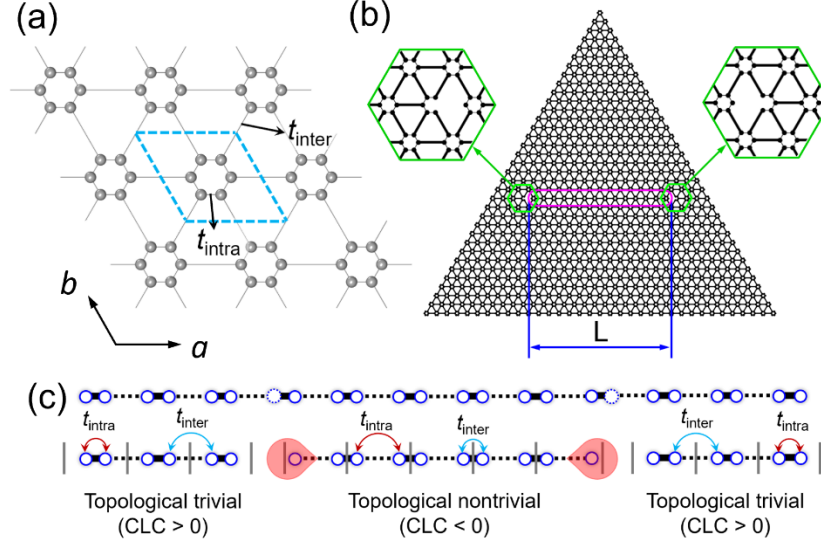 (a)
t_inter
t_intra
b
a
(b)
L
(c)
t_intra t_inter t_inter t_intra
t_intra t_inter
Topological trivial Topological nontrivial Topological trivial
(CLC > 0) (CLC < 0) (CLC > 0)